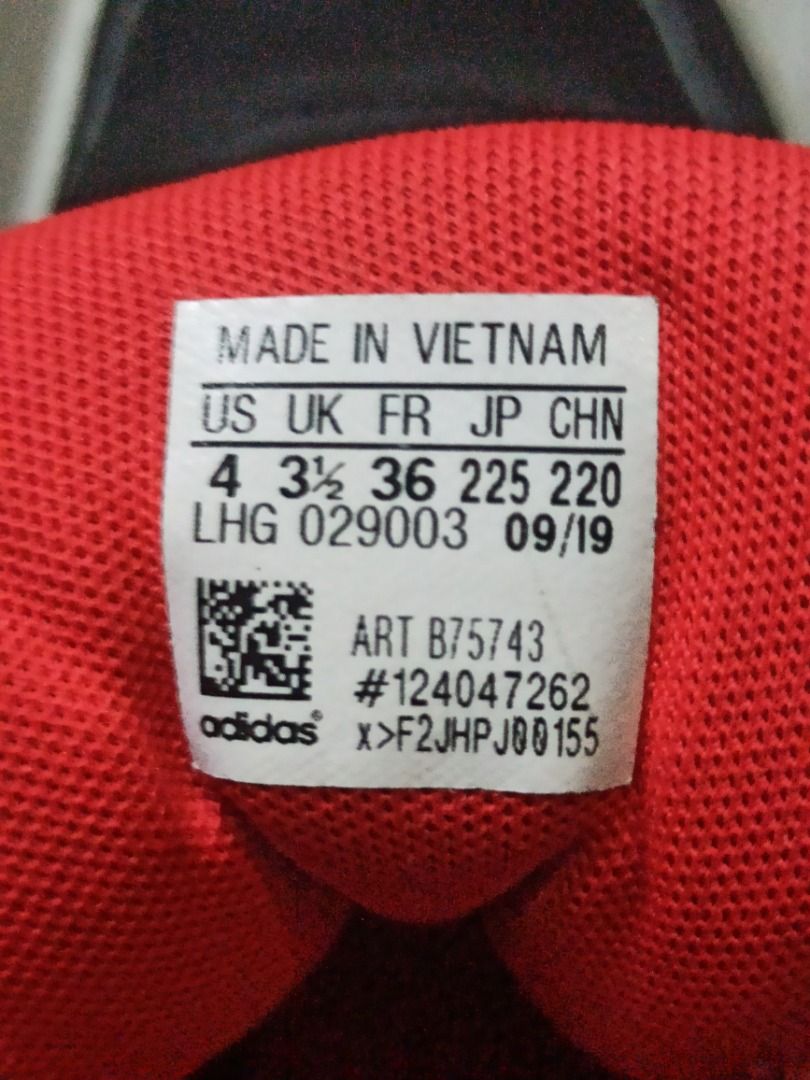 MADE IN VIETNAM
US UK FR JP CHN
4 3½ 36 225 220
LHG 029003 09/19
ART B75743
#124047262
adidas® x>F2JHPJ00155